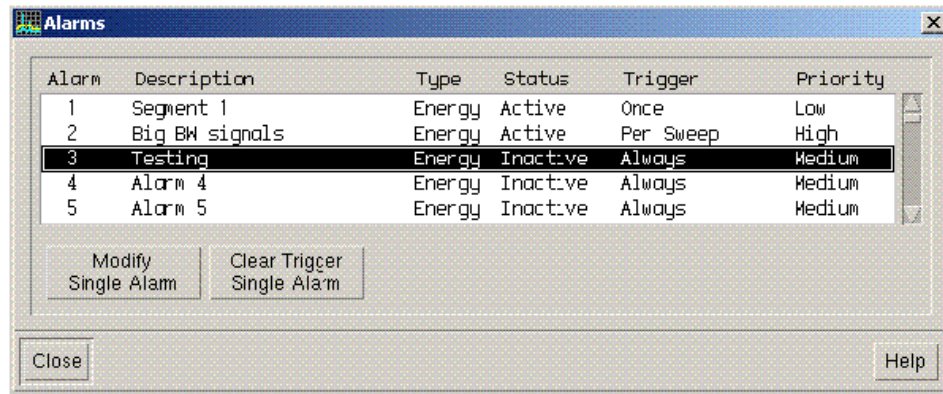 Alarms
Alarm Description Type Status Trigger Priority
1 Segment 1 Energy Active Once Low
2 Big BW signals Energy Active Per Sweep High
3 Testing Energy Inactive Always Medium
4 Alarm 4 Energy Inactive Always Medium
5 Alarm 5 Energy Inactive Always Medium
Modify Clear Trigger
Single Alarm Single Alarm
Close Help